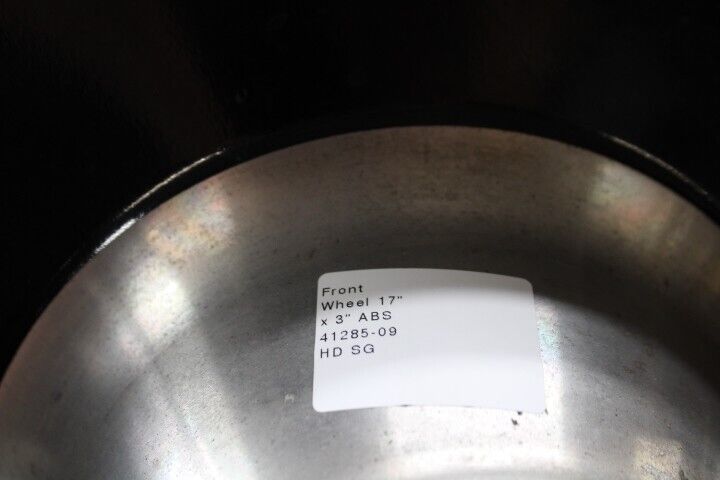 Front
Wheel 17"
x 3" ABS
41285-09
HD SG